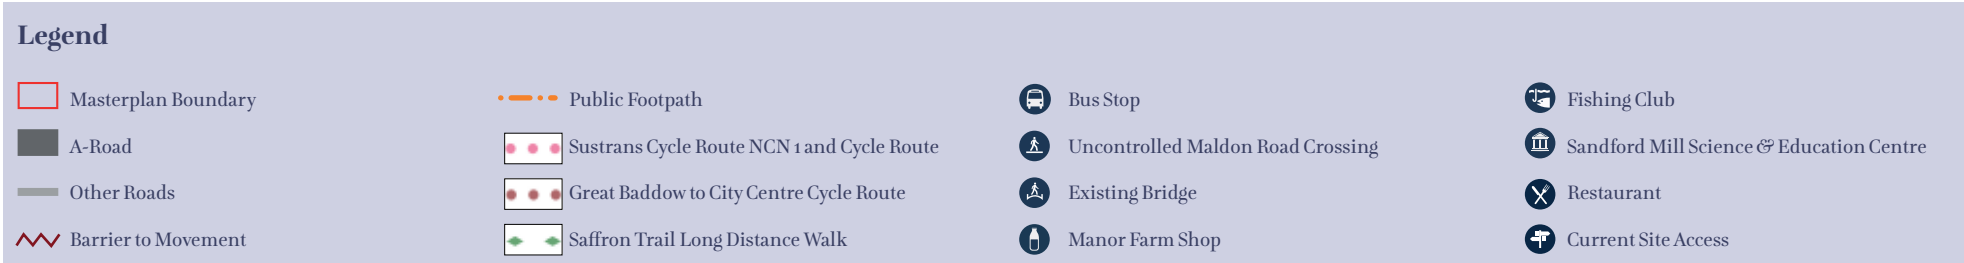 Legend
Masterplan Boundary
A-Road
Other Roads
Barrier to Movement
Public Footpath
Sustrans Cycle Route NCN 1 and Cycle Route
Great Baddow to City Centre Cycle Route
Saffron Trail Long Distance Walk
Bus Stop
Uncontrolled Maldon Road Crossing
Existing Bridge
Manor Farm Shop
Fishing Club
Sandford Mill Science & Education Centre
Restaurant
Current Site Access